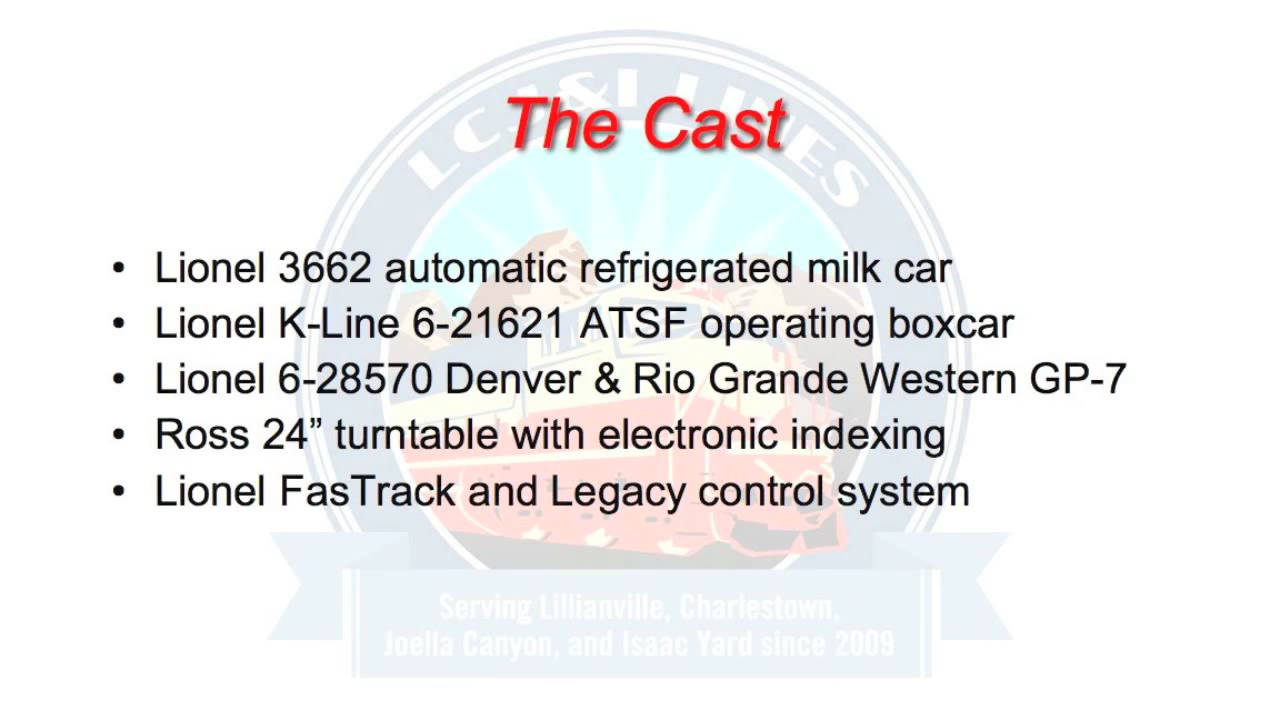 LCJ&I LINES
The Cast
• Lionel 3662 automatic refrigerated milk car
• Lionel K-Line 6-21621 ATSF operating boxcar
• Lionel 6-28570 Denver & Rio Grande Western GP-7
• Ross 24” turntable with electronic indexing
• Lionel FasTrack and Legacy control system
Serving Lillianville, Charlestown,
Joella Canyon, and Isaac Yard since 2009